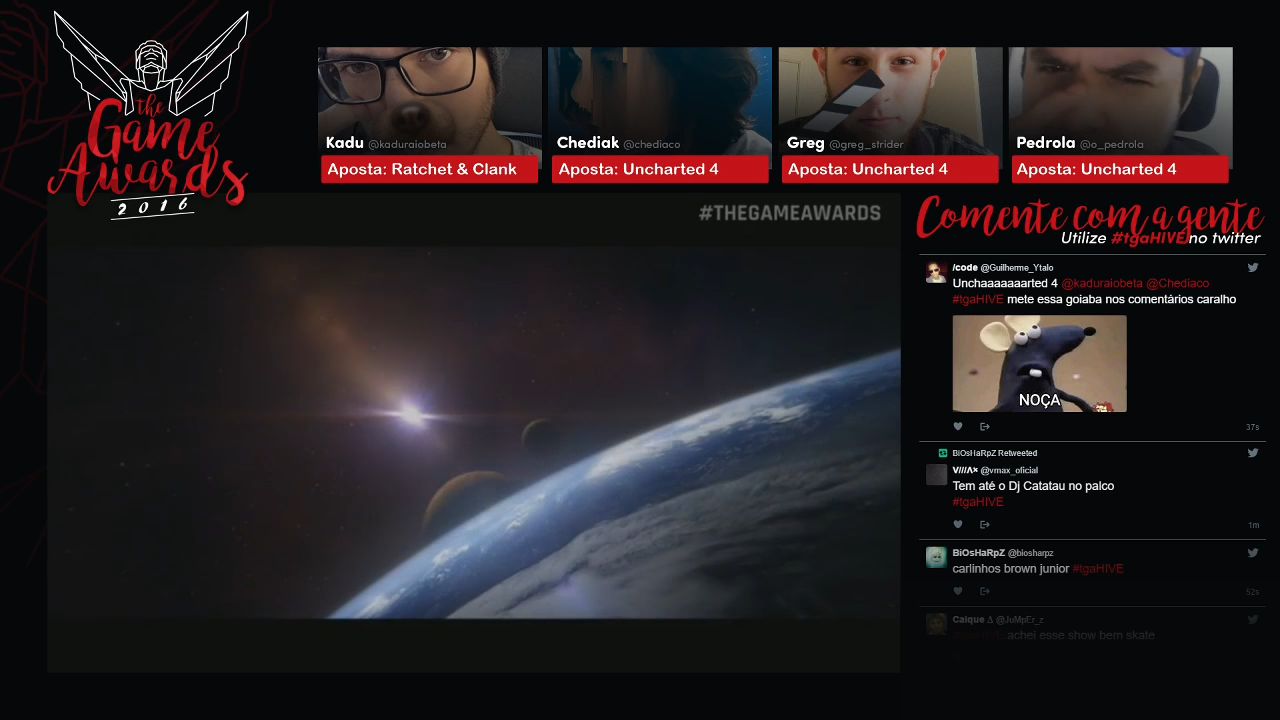 the
Game
Awards
2016
Kadu @kaduraiobeta
Aposta: Ratchet & Clank
Chediak @chediaco
Aposta: Uncharted 4
Greg @greg_strider
Aposta: Uncharted 4
Pedrola @o_pedrola
Aposta: Uncharted 4
#THEGAMEAWARDS
Comente com a gente
Utilize #tgaHIVE no twitter
/code @Guilherme_Ytalo
Unchaaaaaaarted 4 @kaduraiobeta @Chediaco
#tgaHIVE mete essa goiaba nos comentários caralho
NOÇA
37s
BiOsHaRpZ Retweeted
V///Λ× @vmax_oficial
Tem até o Dj Catatau no palco
#tgaHIVE
1m
BiOsHaRpZ @biosharpz
carlinhos brown junior #tgaHIVE
52s
Caique Δ @JuMpEr_z
#tgaHIVE achei esse show bem skate